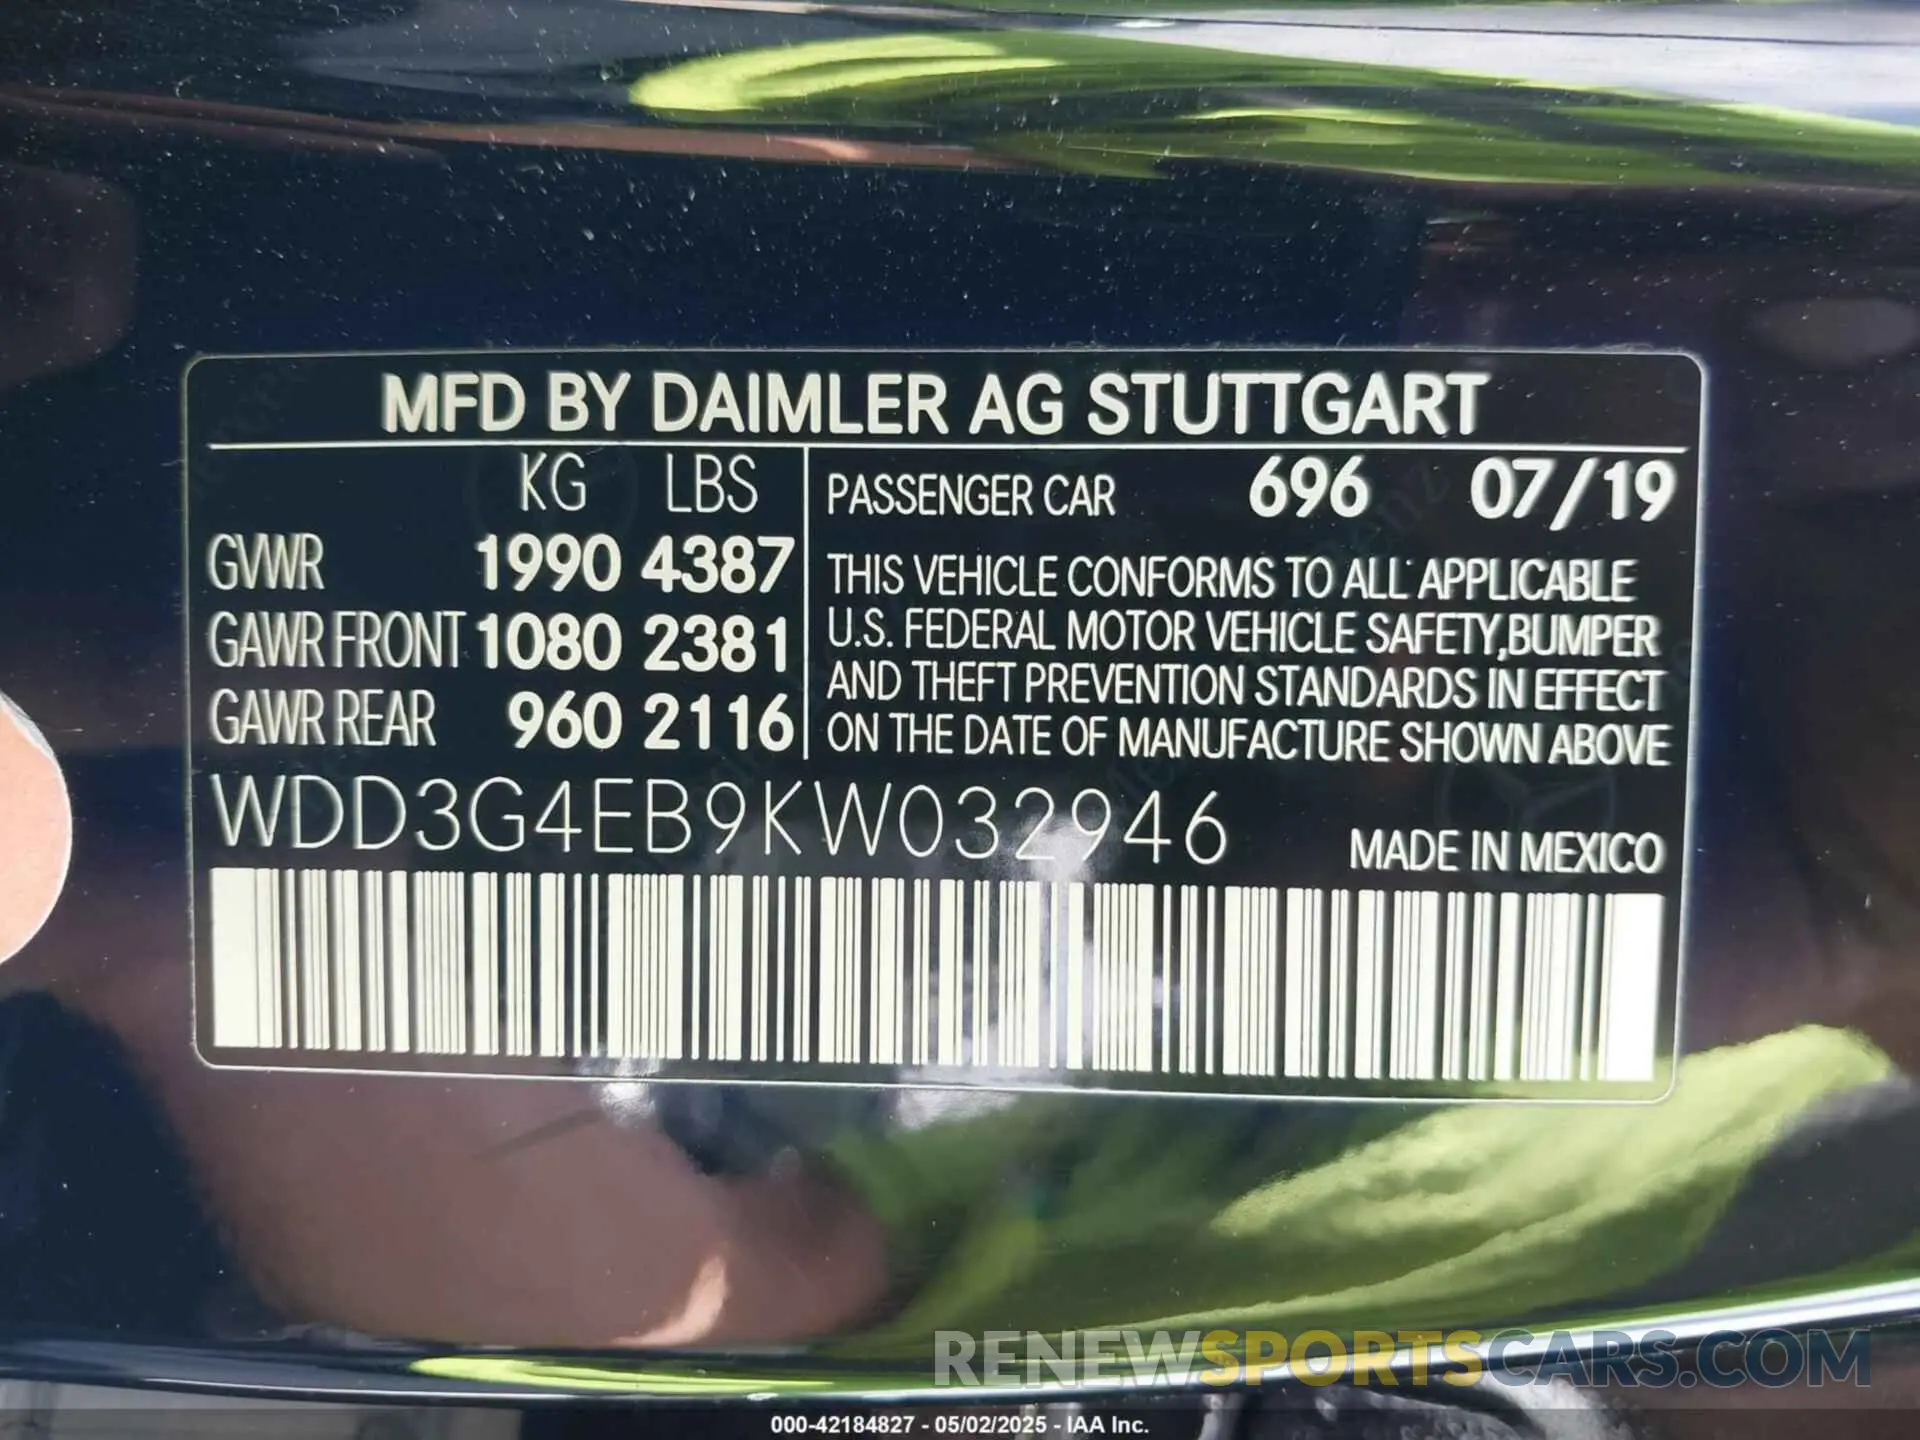 MFD BY DAIMLER AG STUTTGART
KG LBS
GVWR 1990 4387
GAWR FRONT 1080 2381
GAWR REAR 960 2116
PASSENGER CAR 696 07/19
THIS VEHICLE CONFORMS TO ALL APPLICABLE
U.S. FEDERAL MOTOR VEHICLE SAFETY, BUMPER
AND THEFT PREVENTION STANDARDS IN EFFECT
ON THE DATE OF MANUFACTURE SHOWN ABOVE
WDD3G4EB9KW032946
MADE IN MEXICO
RENEWSPORTSCARS.COM
000-42184827 - 05/02/2025 - IAA Inc.